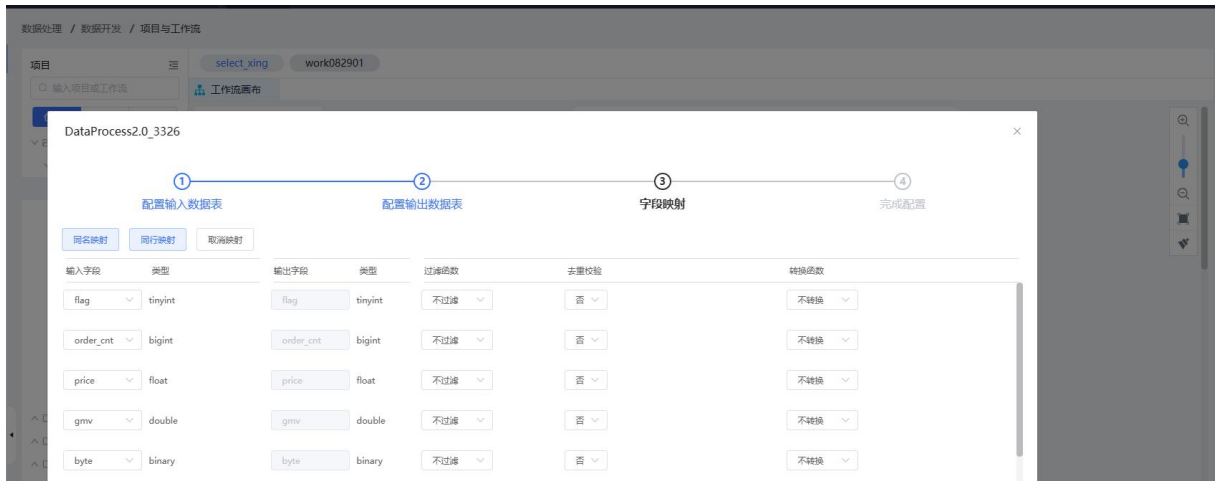 数据处理 / 数据开发 / 项目与工作流
项目 select_xing work082901
输入项目或工作流 工作流画布
DataProcess2.0_3326
1 2 3 4
配置输入数据表 配置输出数据表 字段映射 完成配置
同名映射 同行映射 取消映射
输入字段 类型 输出字段 类型 过滤函数 去重校验 转换函数
flag tinyint flag tinyint 不过滤 否 不转换
order_cnt bigint order_cnt bigint 不过滤 否 不转换
price float price float 不过滤 否 不转换
gmv double gmv double 不过滤 否 不转换
byte binary byte binary 不过滤 否 不转换